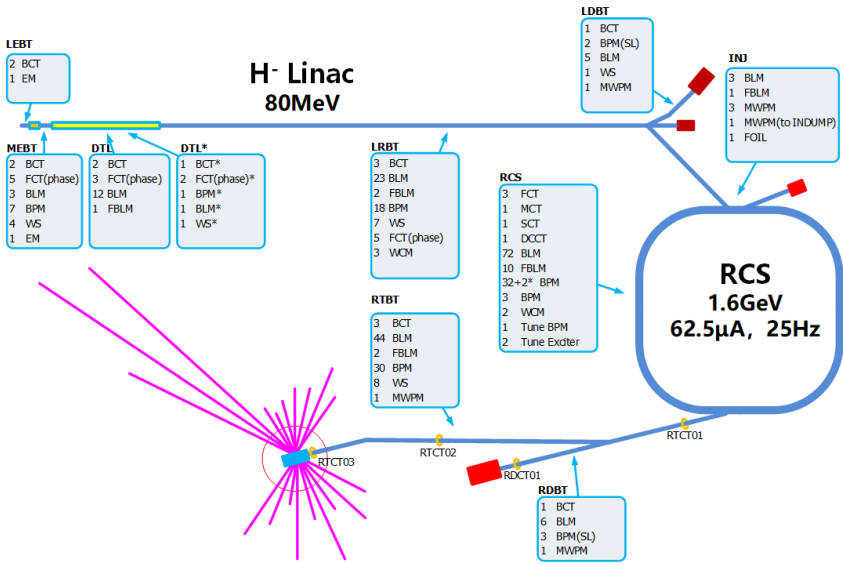 LEBT
2 BCT
1 EM
H- Linac
80MeV
LDBT
1 BCT
2 BPM(SL)
5 BLM
1 WS
1 MWPM
INJ
3 BLM
1 FBLM
3 MWPM
1 MWPM(to INDUMP)
1 FOIL
MEBT
2 BCT
5 FCT(phase)
3 BLM
7 BPM
4 WS
1 EM
DTL
2 BCT
3 FCT(phase)
12 BLM
1 FBLM
DTL*
1 BCT*
2 FCT(phase)*
1 BPM*
1 BLM*
1 WS*
LRBT
3 BCT
23 BLM
2 FBLM
18 BPM
7 WS
5 FCT(phase)
3 WCM
RCS
3 FCT
1 MCT
1 SCT
1 DCCT
72 BLM
10 FBLM
32+2* BPM
3 BPM
2 WCM
1 Tune BPM
2 Tune Exciter
RCS
1.6GeV
62.5μA, 25Hz
RTBT
3 BCT
44 BLM
2 FBLM
30 BPM
8 WS
1 MWPM
RTCT01
RTCT02
RTCT03
RDCT01
RDBT
1 BCT
6 BLM
3 BPM(SL)
1 MWPM